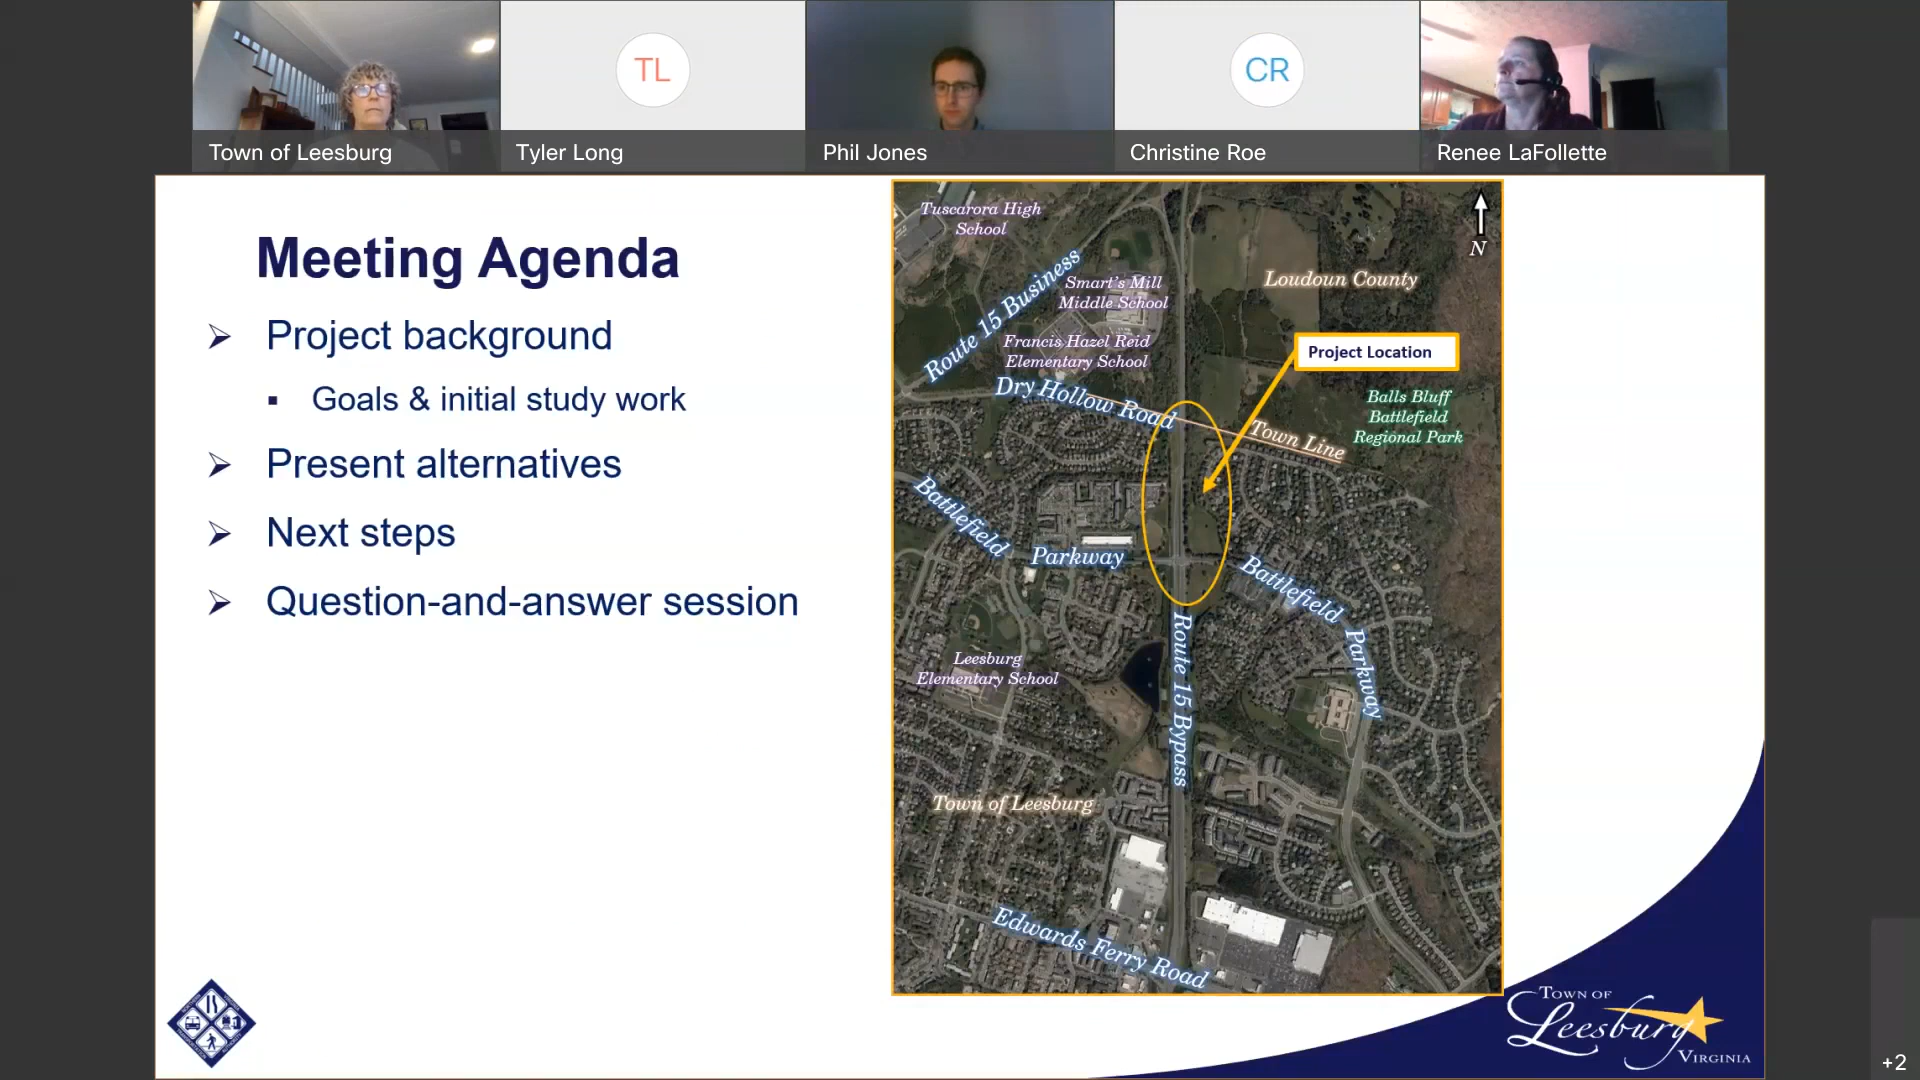 TL
CR
Town of Leesburg
Tyler Long
Phil Jones
Christine Roe
Renee LaFollette
Meeting Agenda
Project background
Goals & initial study work
Present alternatives
Next steps
Question-and-answer session
Tuscarora High
School
N
Route 15 Business
Smart's Mill
Middle School
Loudoun County
Francis Hazel Reid
Elementary School
Project Location
Dry Hollow Road
Balls Bluff
Battlefield
Regional Park
Town Line
Battlefield
Parkway
Battlefield
Parkway
Route 15 Bypass
Leesburg
Elementary School
Town of Leesburg
Edwards Ferry Road
TOWN OF
Leesburg
VIRGINIA
+2